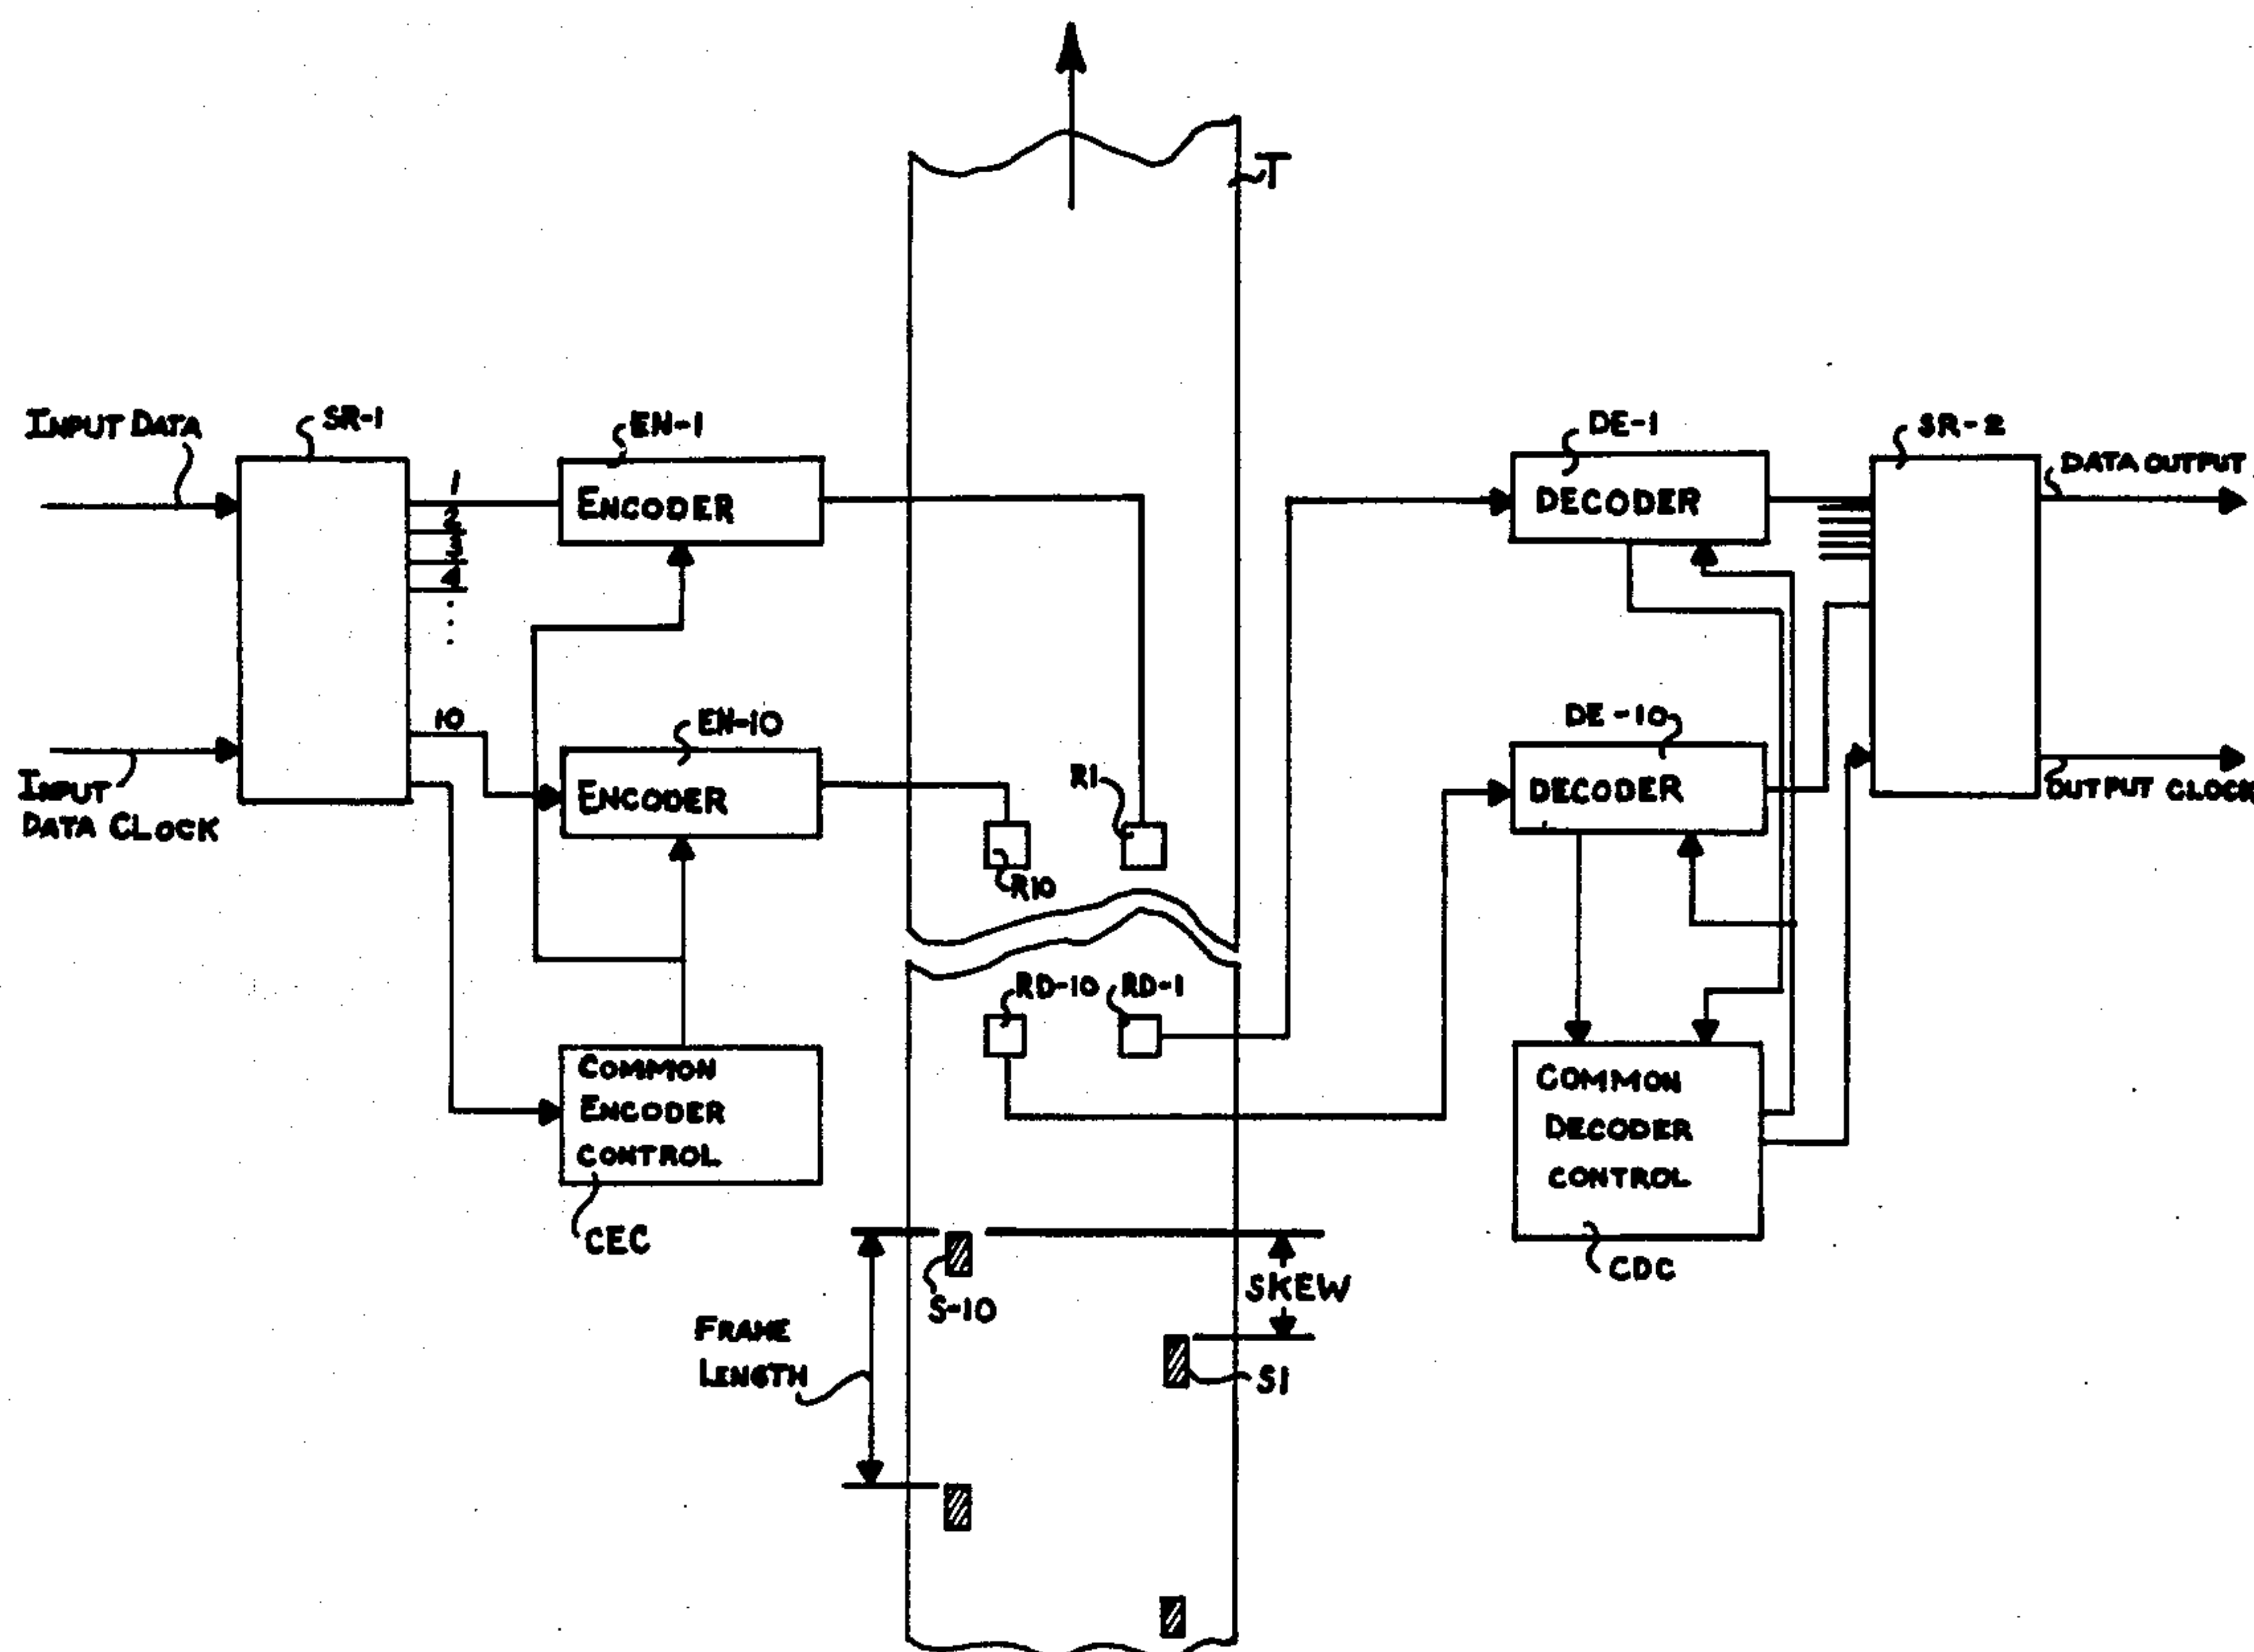 T
INPUT DATA
SR-1
EN-1
DE-1
SR-2
DATA OUTPUT
1
ENCODER
DECODER
2
3
4
10
EN-10
DE-10
INPUT
DATA CLOCK
ENCODER
R1
DECODER
OUTPUT CLOCK
R10
RD-10
RD-1
COMMON
ENCODER
CONTROL
COMMON
DECODER
CONTROL
CEC
CDC
S-10
SKEW
FRAME
LENGTH
S1